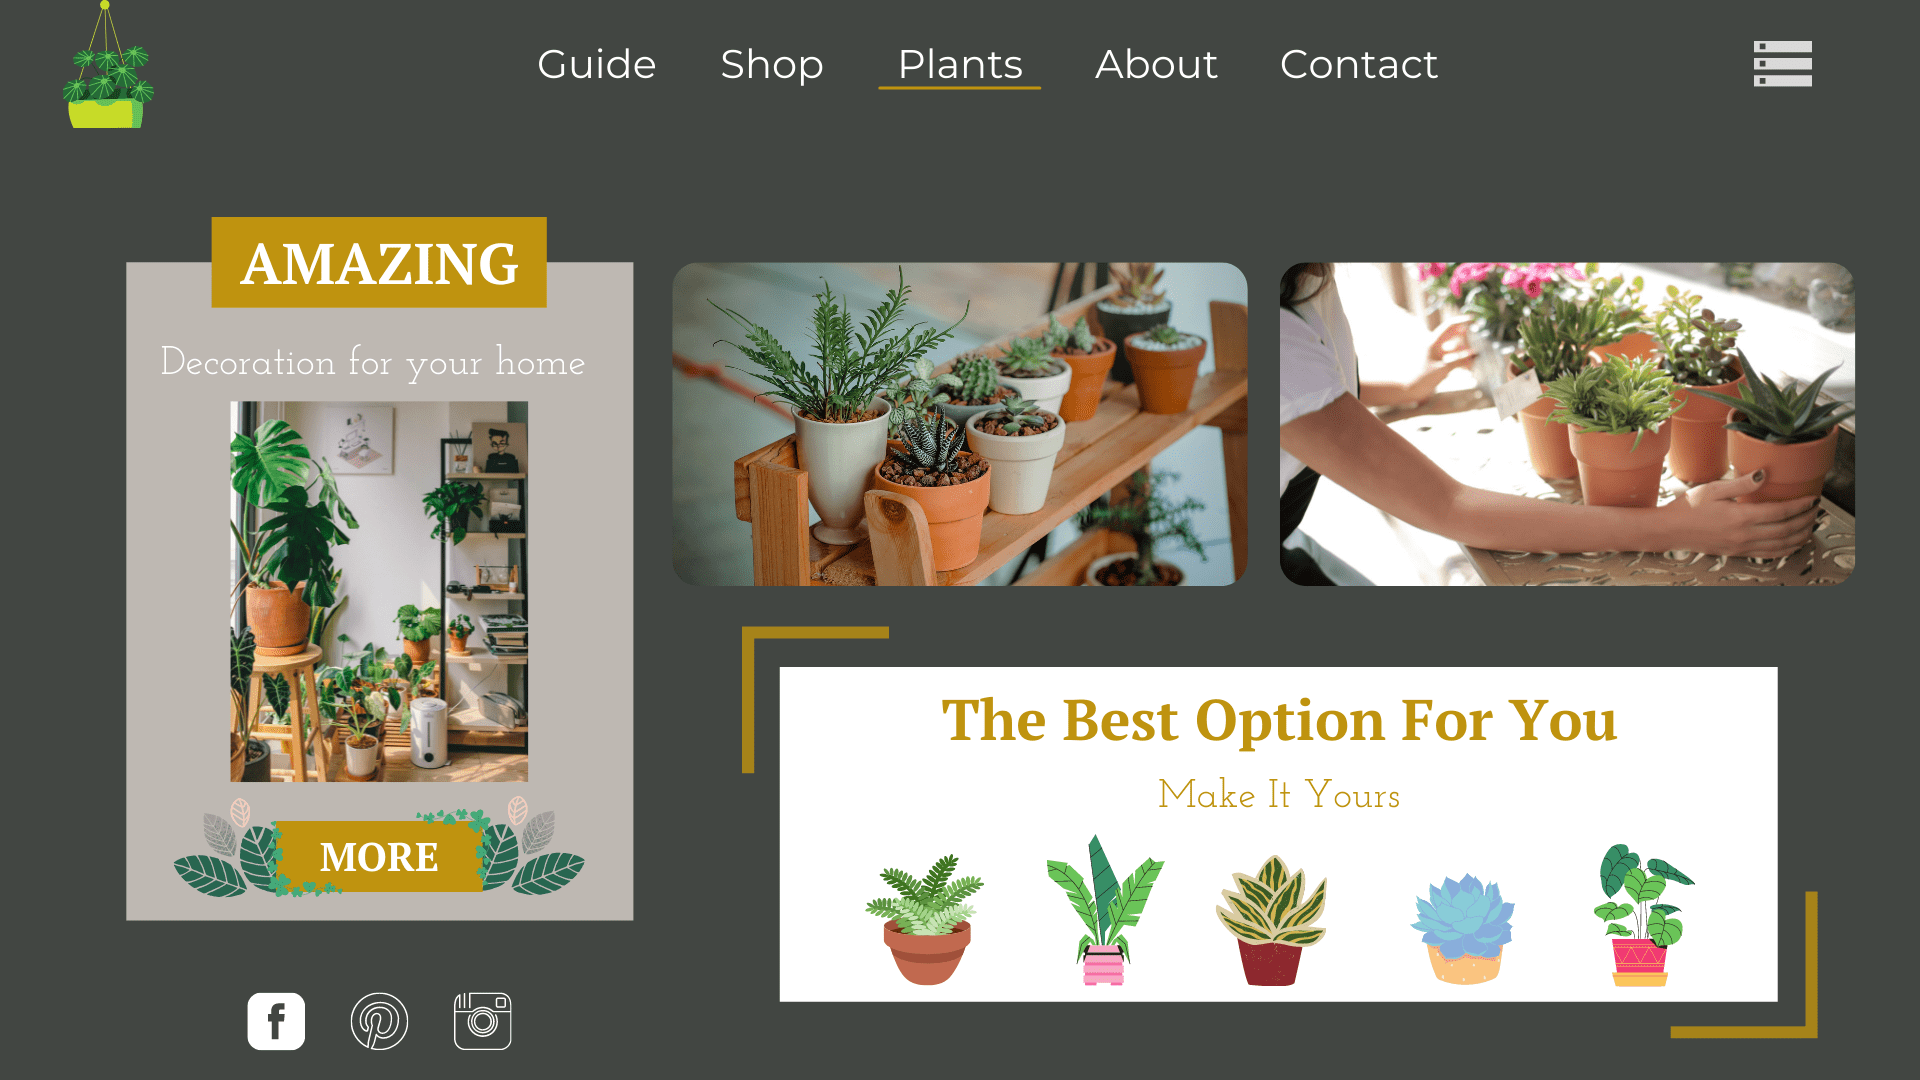 Guide
Shop
Plants
About
Contact
AMAZING
Decoration for your home
MORE
The Best Option For You
Make It Yours